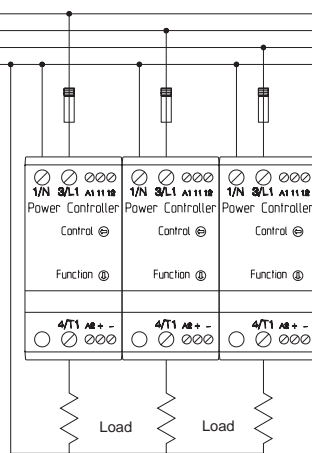 1/N 3/L1 A1 11 12 1/N 3/L1 A1 11 12 1/N 3/L1 A1 11 12
Power Controller Power Controller Power Controller
Control Control Control
Function Function Function
4/T1 A2 + - 4/T1 A2 + - 4/T1 A2 + -
Load Load